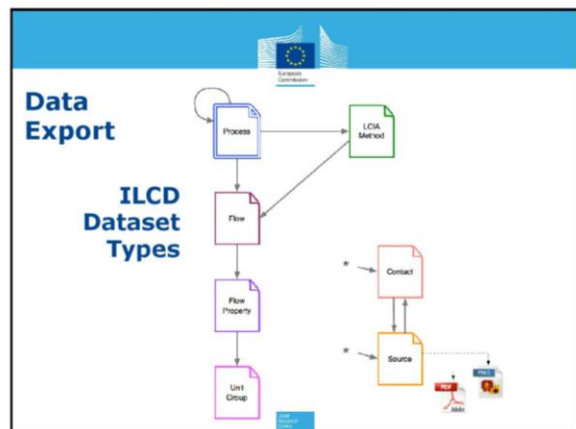 European
Commission
Data
Export
Process
LCIA
Method
ILCD
Dataset
Types
Flow
*
Contact
Flow
Property
*
Source
PDF
Adobe
Unit
Group
Joint
Research
Centre